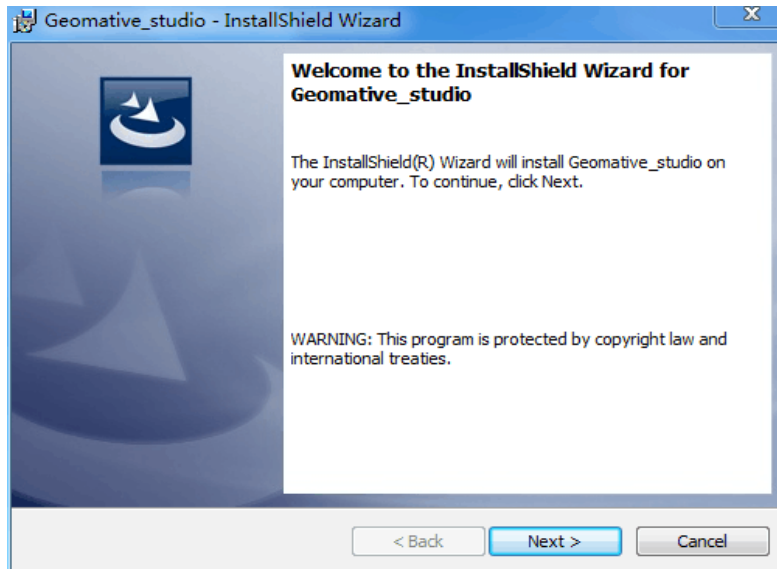 Geomative_studio - InstallShield Wizard
Welcome to the InstallShield Wizard for
Geomative_studio
The InstallShield(R) Wizard will install Geomative_studio on
your computer. To continue, click Next.
WARNING: This program is protected by copyright law and
international treaties.
< Back
Next >
Cancel